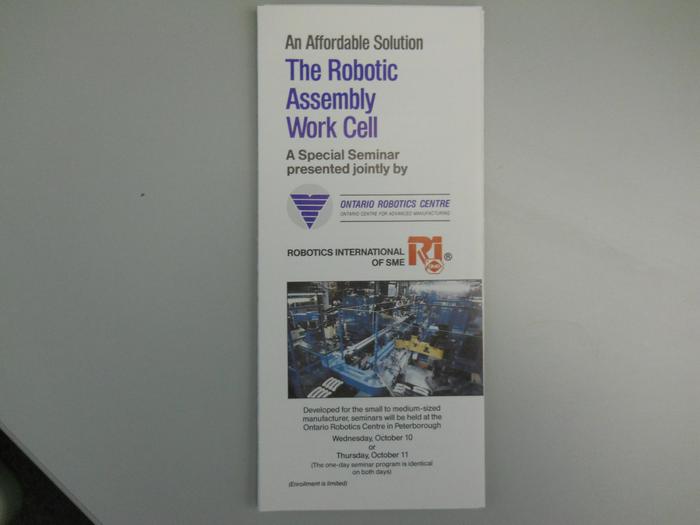 An Affordable Solution
The Robotic
Assembly
Work Cell
A Special Seminar
presented jointly by
ONTARIO ROBOTICS CENTRE
ONTARIO CENTRE FOR ADVANCED MANUFACTURING
ROBOTICS INTERNATIONAL
OF SME
Ri ®
Developed for the small to medium-sized
manufacturer, seminars will be held at the
Ontario Robotics Centre in Peterborough
Wednesday, October 10
or
Thursday, October 11
(The one-day seminar program is identical
on both days)
(Enrollment is limited)